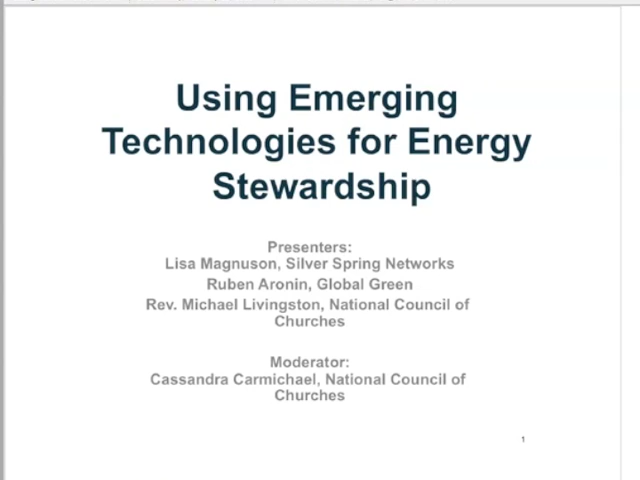 Using Emerging
Technologies for Energy
Stewardship
Presenters:
Lisa Magnuson, Silver Spring Networks
Ruben Aronin, Global Green
Rev. Michael Livingston, National Council of
Churches
Moderator:
Cassandra Carmichael, National Council of
Churches
1